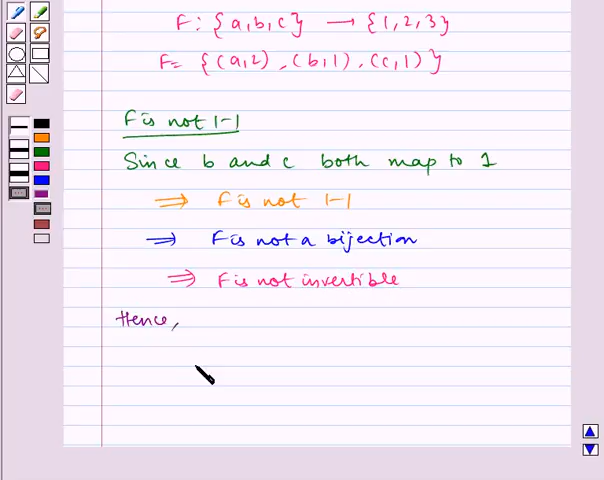 F: {a,b,c} → {1,2,3}
F= {(a,2),(b,1),(c,1)}
F is not 1-1
Since b and c both map to 1
⇒ F is not 1-1
⇒ F is not a bijection
⇒ F is not invertible
Hence,